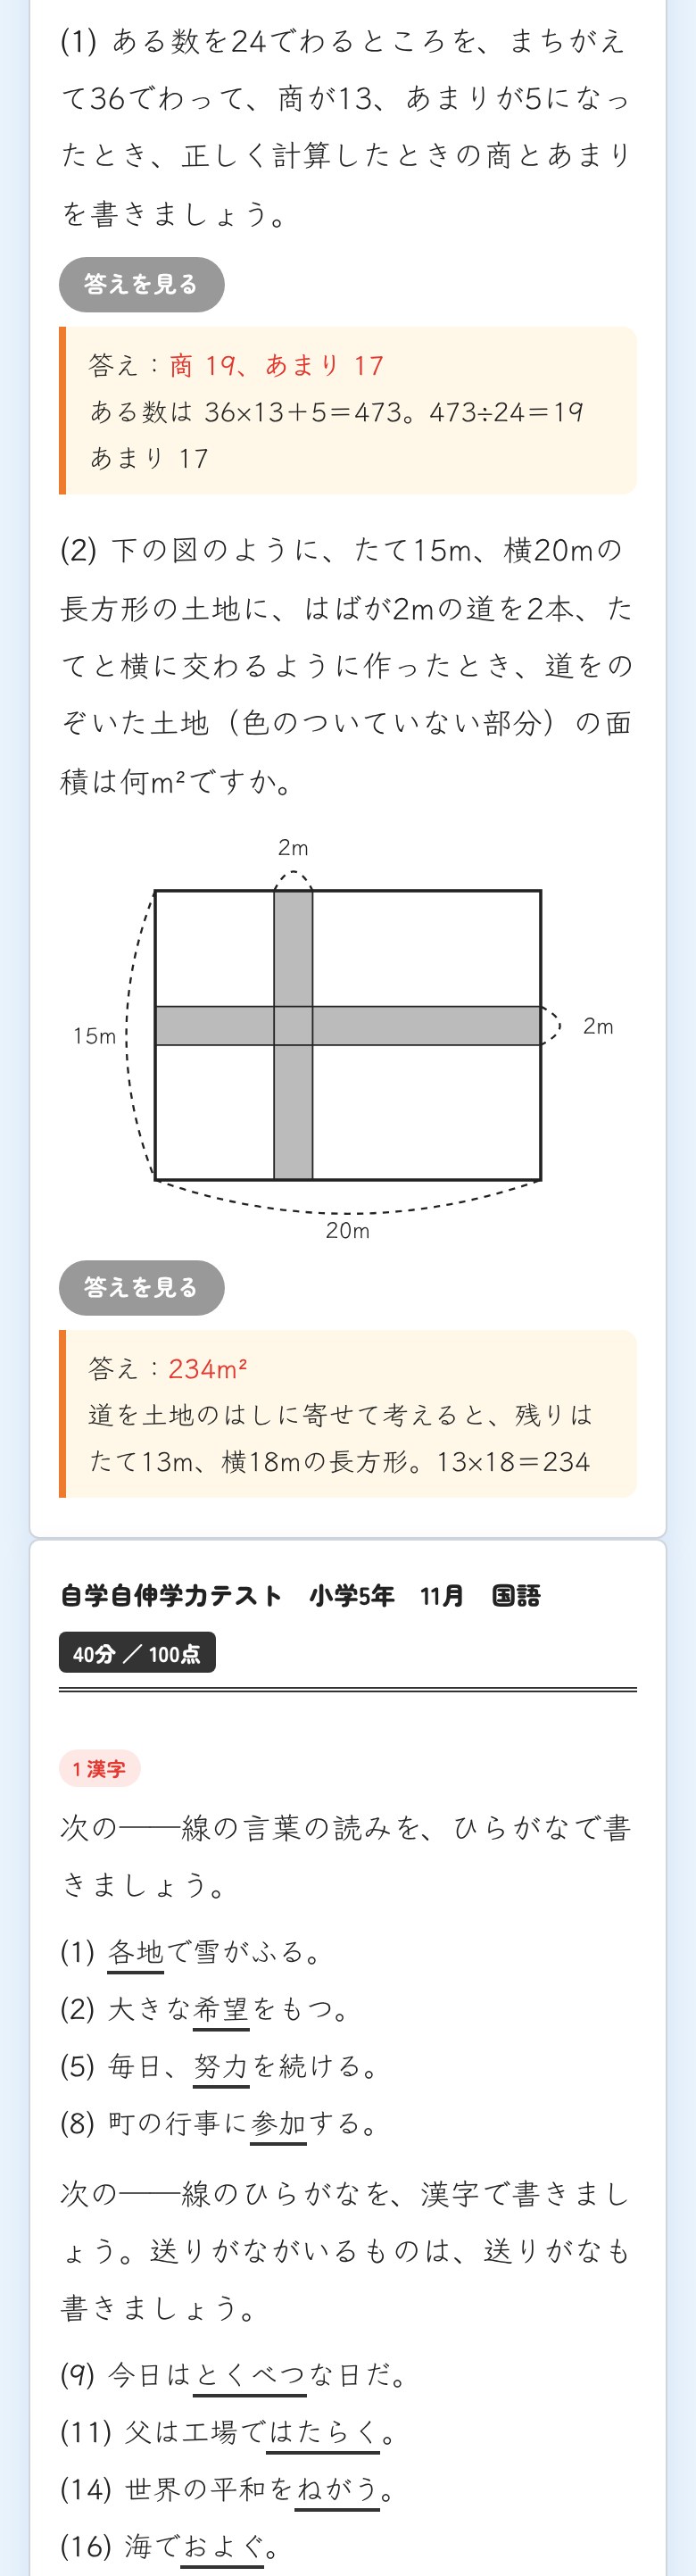 (1) ある数を24でわるところを、まちがえ
て36でわって、商が13、あまりが5になっ
たとき、正しく計算したときの商とあまり
を書きましょう。
答えを見る
答え：商 19、あまり 17
ある数は 36×13＋5＝473。473÷24＝19
あまり 17
(2) 下の図のように、たて15m、横20mの
長方形の土地に、はばが2mの道を2本、た
てと横に交わるように作ったとき、道をの
ぞいた土地（色のついていない部分）の面
積は何m²ですか。
2m
15m
2m
20m
答えを見る
答え：234m²
道を土地のはしに寄せて考えると、残りは
たて13m、横18mの長方形。13×18＝234
自学自伸学力テスト　小学5年　11月　国語
40分 ／ 100点
1 漢字
次の――線の言葉の読みを、ひらがなで書
きましょう。
(1) 各地で雪がふる。
(2) 大きな希望をもつ。
(5) 毎日、努力を続ける。
(8) 町の行事に参加する。
次の――線のひらがなを、漢字で書きまし
ょう。送りがながいるものは、送りがなも
書きましょう。
(9) 今日はとくべつな日だ。
(11) 父は工場ではたらく。
(14) 世界の平和をねがう。
(16) 海でおよぐ。